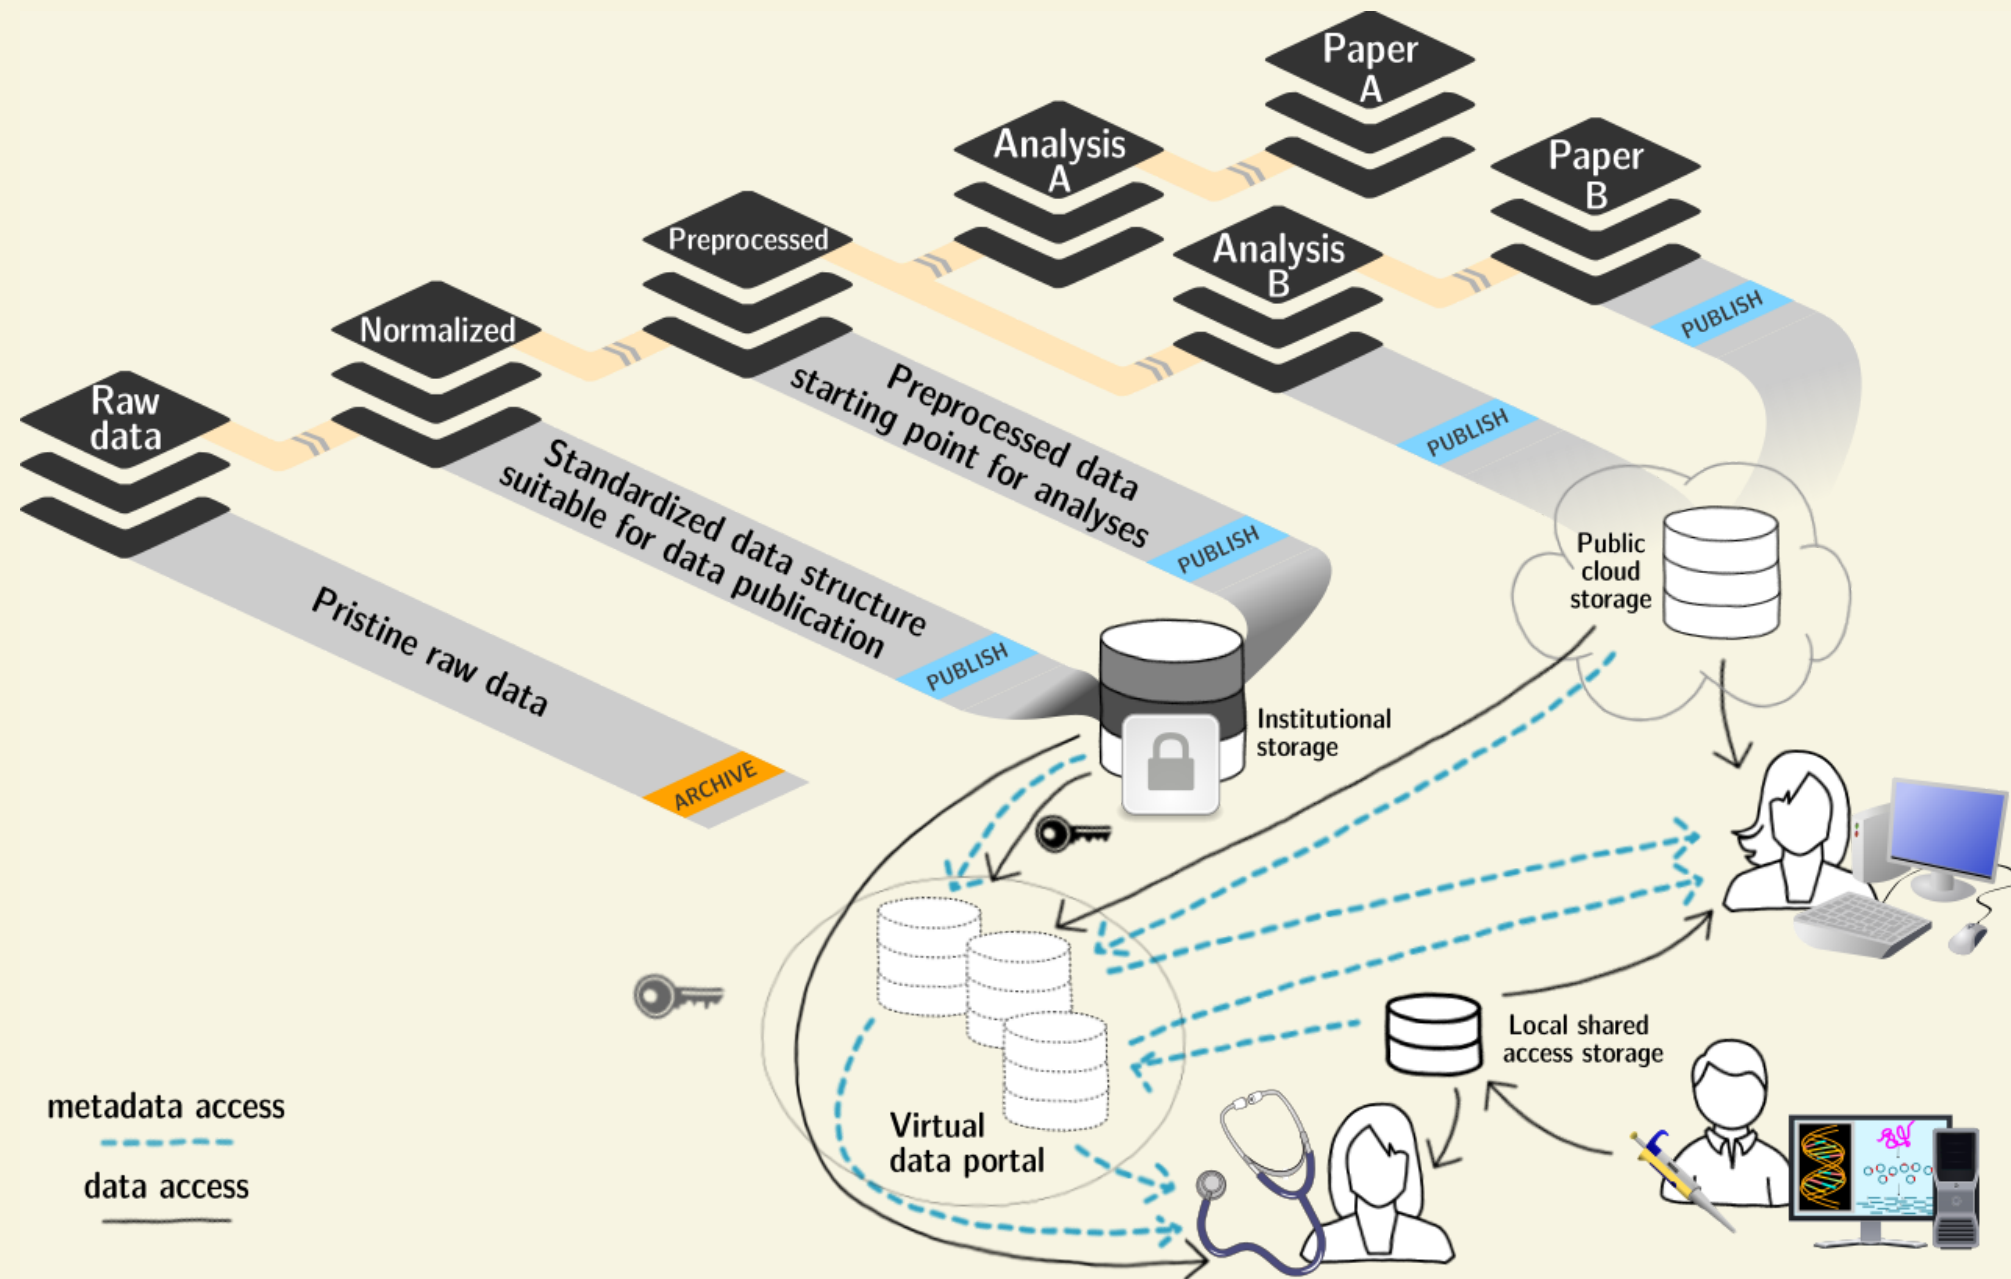 Paper
A
Analysis
A
Paper
B
Preprocessed
Analysis
B
Normalized
Raw
data
PUBLISH
Preprocessed data
starting point for analyses
PUBLISH
PUBLISH
Standardized data structure
suitable for data publication
PUBLISH
Pristine raw data
ARCHIVE
Public
cloud
storage
Institutional
storage
Local shared
access storage
Virtual
data portal
metadata access
data access